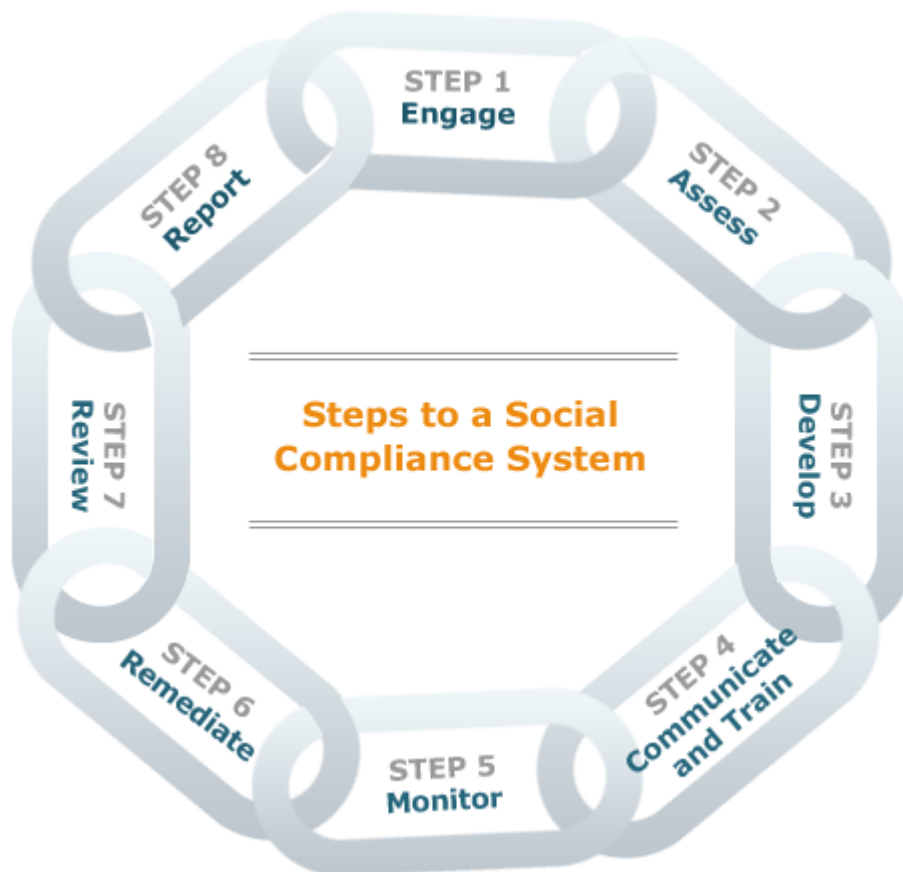 STEP 1
Engage
STEP 2
Assess
STEP 3
Develop
STEP 4
Communicate
and Train
STEP 5
Monitor
STEP 6
Remediate
STEP 7
Review
STEP 8
Report
Steps to a Social
Compliance System